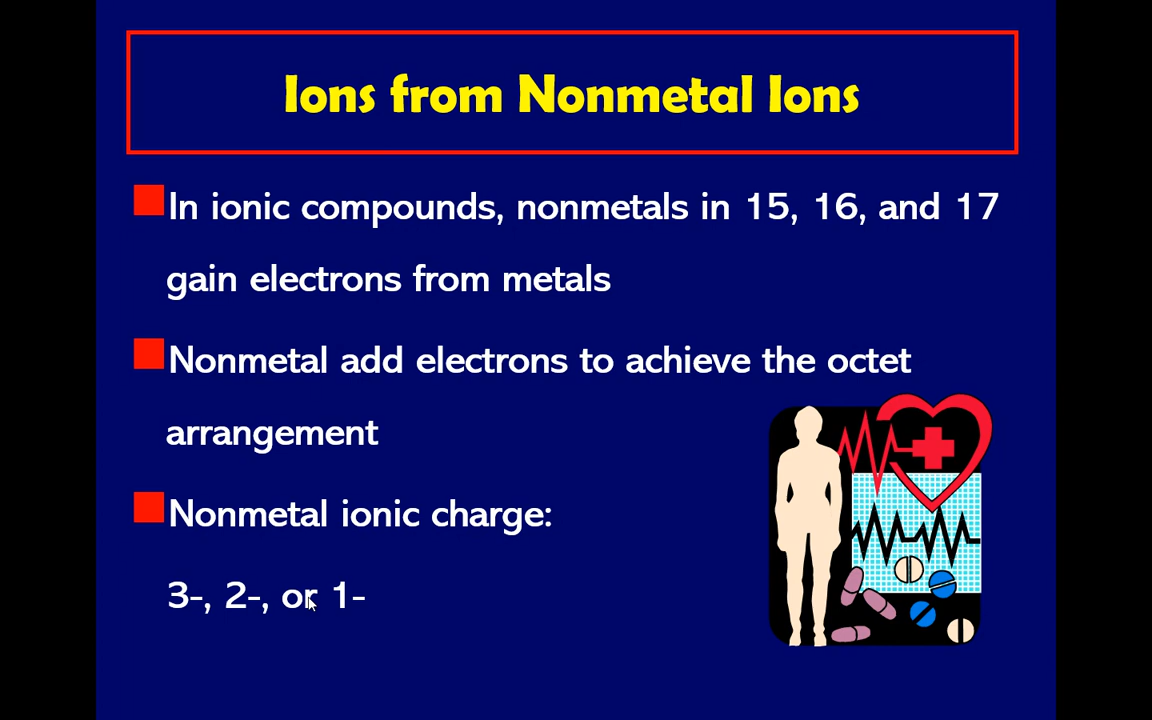 Ions from Nonmetal Ions
In ionic compounds, nonmetals in 15, 16, and 17
gain electrons from metals
Nonmetal add electrons to achieve the octet
arrangement
Nonmetal ionic charge:
3-, 2-, or 1-